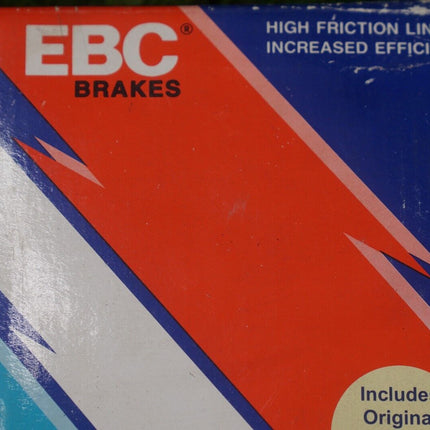 EBC®
BRAKES
HIGH FRICTION LIN
INCREASED EFFICI
Include
Origina